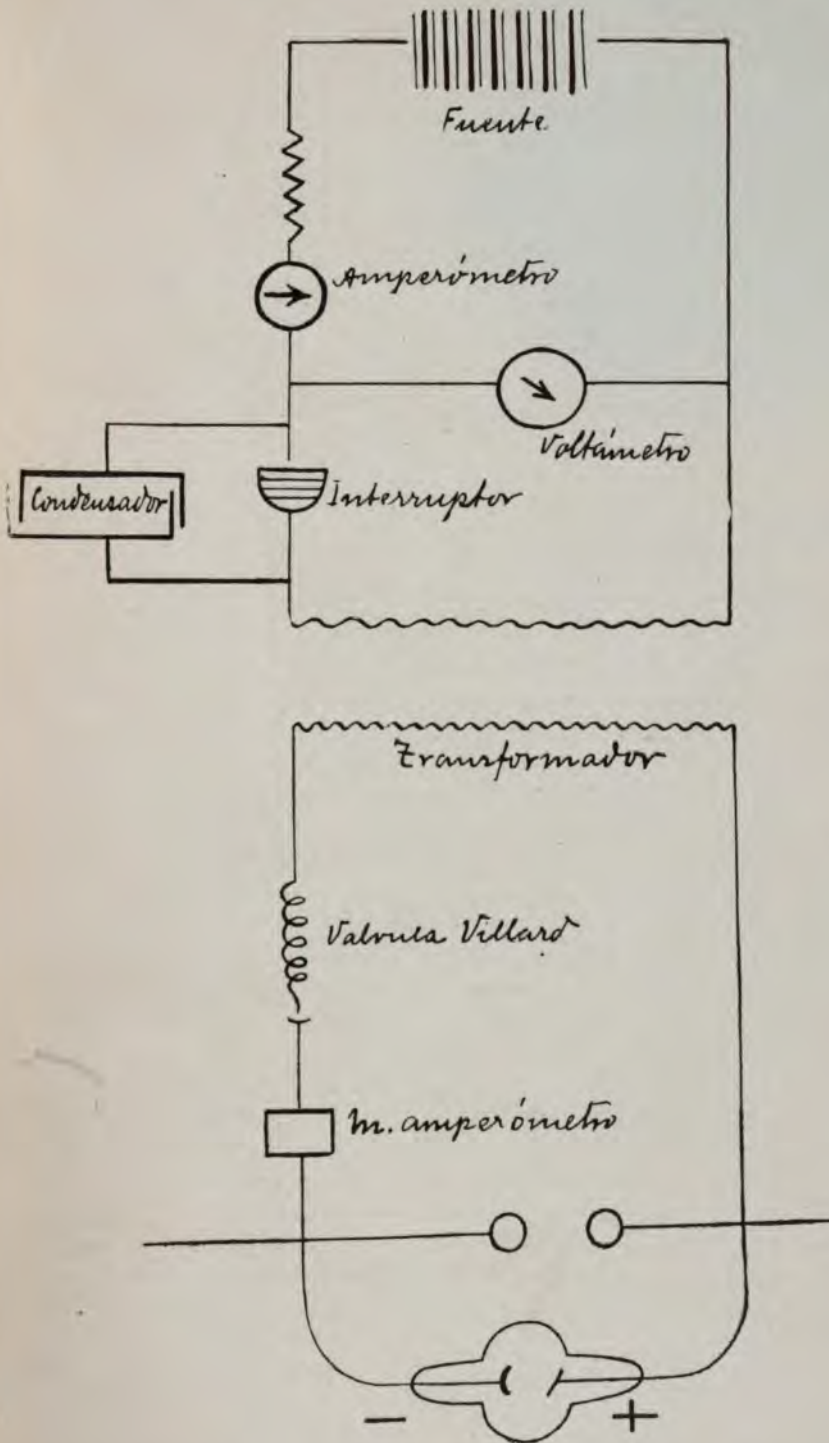 Fuente
Amperómetro
Voltámetro
Condensador
Interruptor
Transformador
Valvula Villard
m. amperómetro
- +